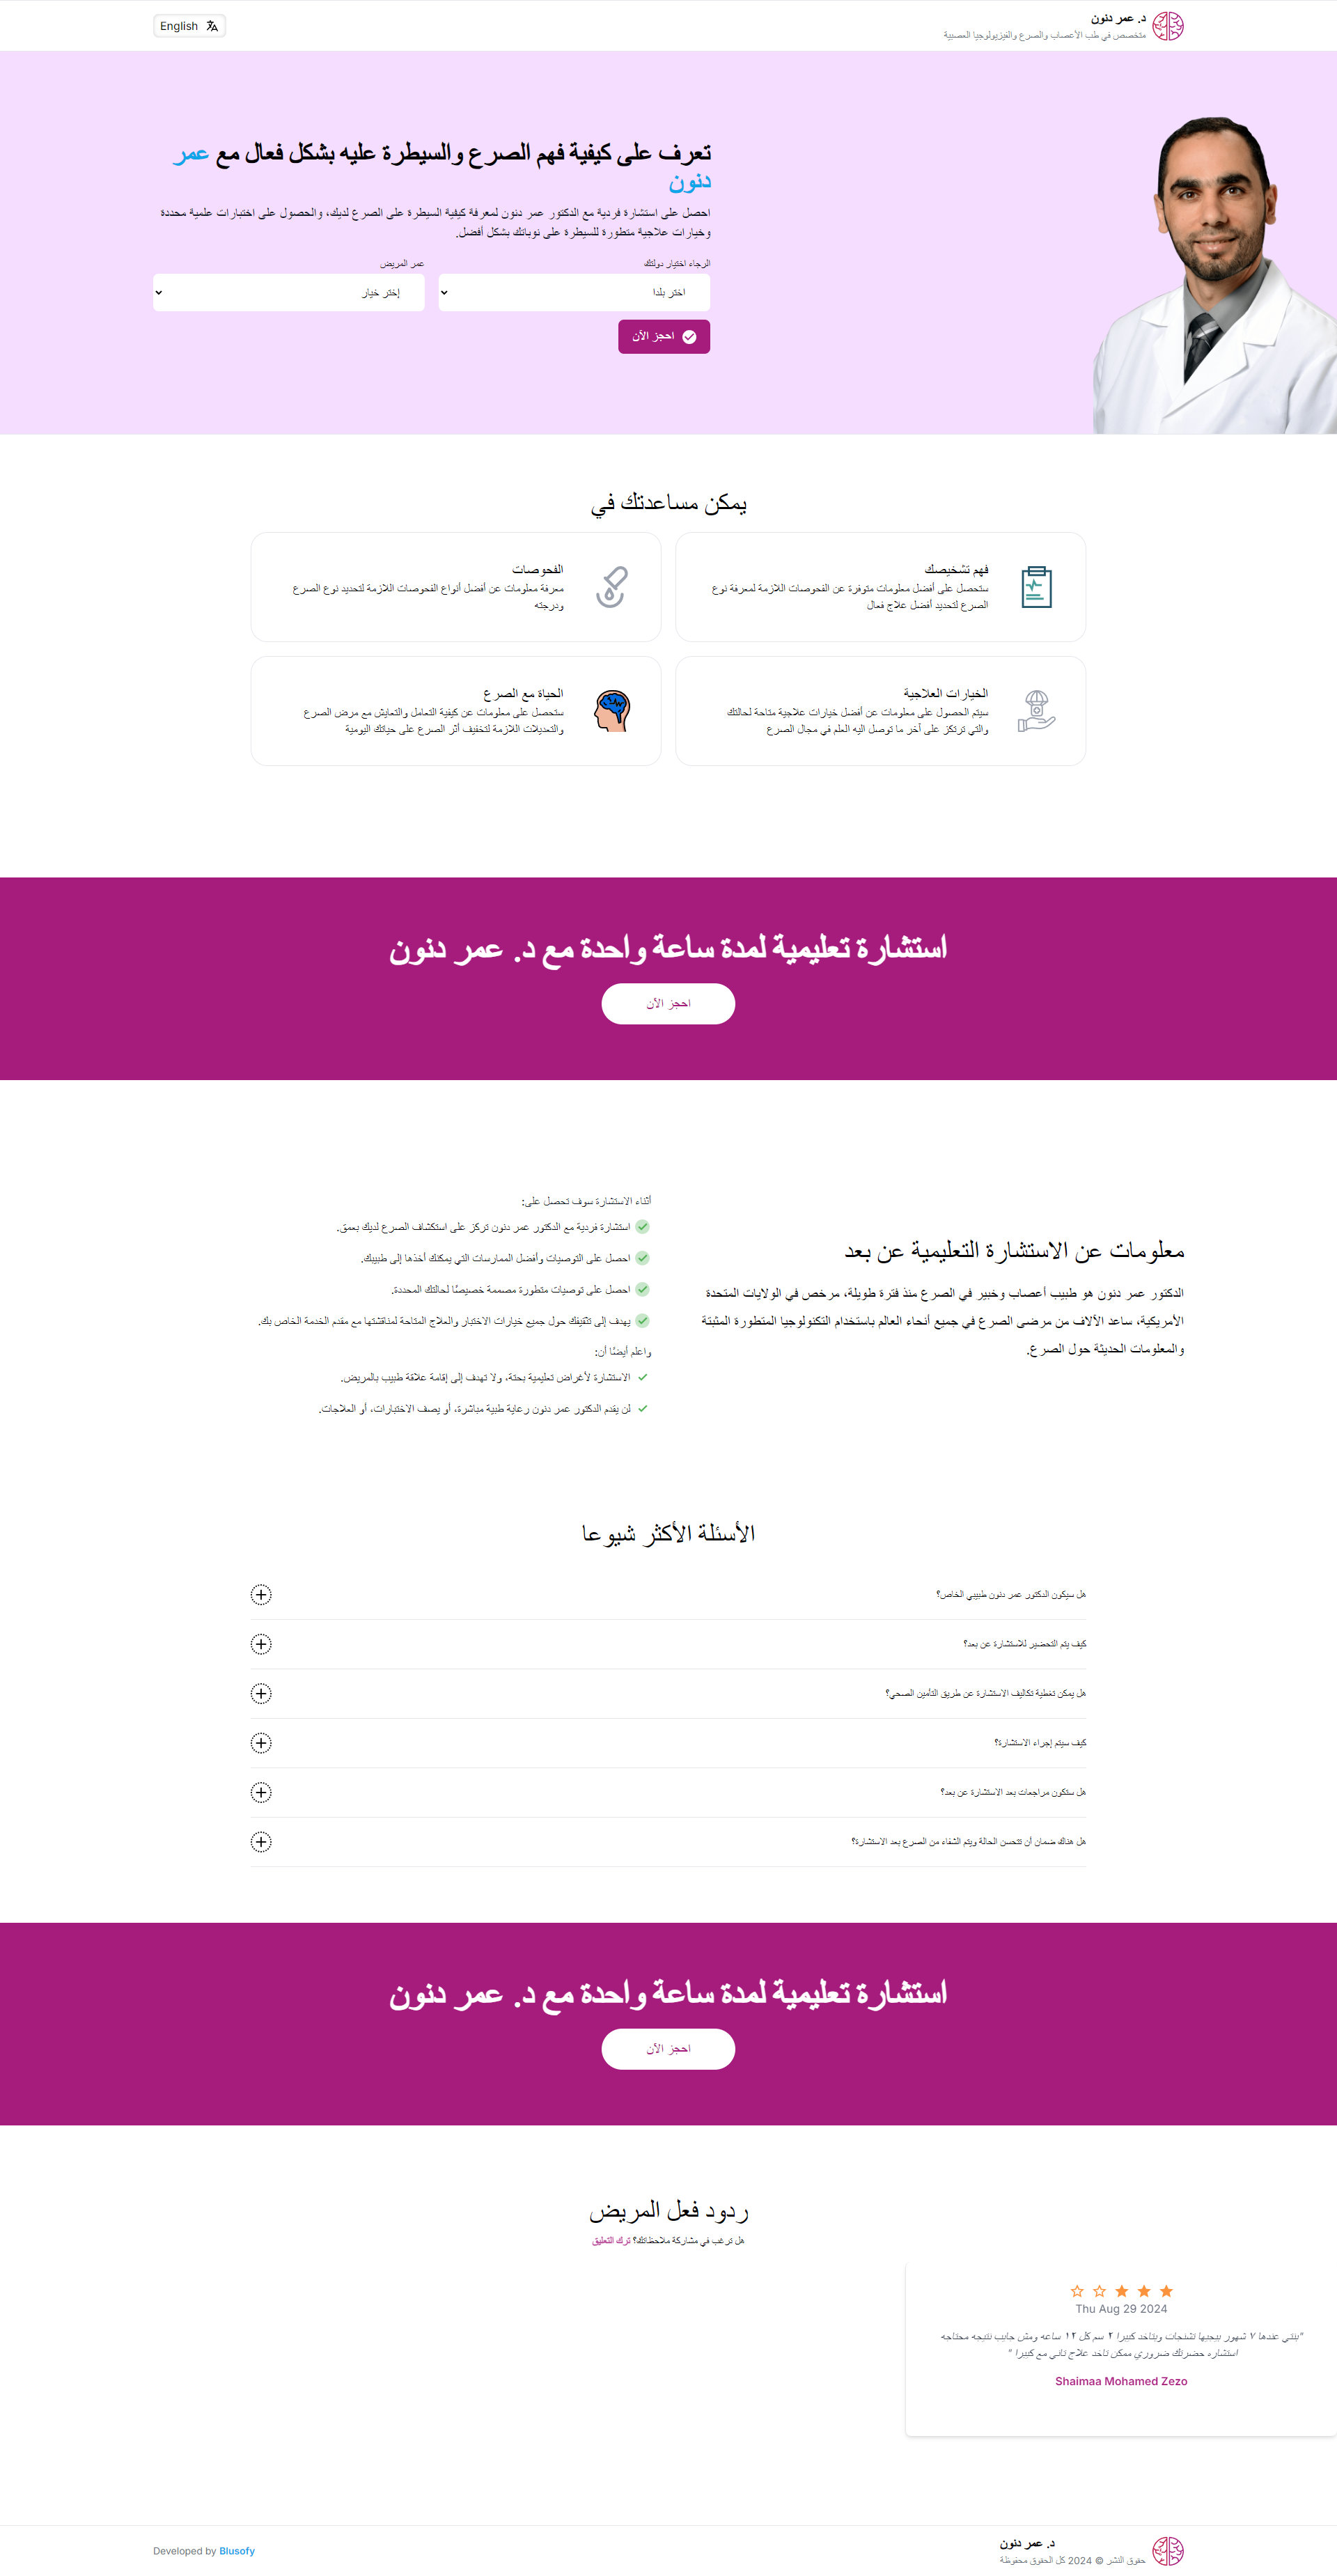 د. عمر دنون
متخصص في طب الأعصاب والصرع والفيزيولوجيا العصبية
English
تعرف على كيفية فهم الصرع والسيطرة عليه بشكل فعال مع عمر
دنون
احصل على استشارة فردية مع الدكتور عمر دنون لمعرفة كيفية السيطرة على الصرع لديك، والحصول على اختبارات علمية محددة
وخيارات علاجية متطورة للسيطرة على نوباتك بشكل أفضل.
الرجاء اختيار دولتك
عمر المريض
اختر بلدا
إختر خيار
احجز الآن
يمكن مساعدتك في
فهم تشخيصك
ستحصل على أفضل معلومات متوفرة عن الفحوصات اللازمة لمعرفة نوع
الصرع لتحديد أفضل علاج فعال
الفحوصات
معرفة معلومات عن أفضل أنواع الفحوصات اللازمة لتحديد نوع الصرع
ودرجته
الخيارات العلاجية
سيتم الحصول على معلومات عن أفضل خيارات علاجية متاحة لحالتك
والتي ترتكز على أخر ما توصل اليه العلم في مجال الصرع
الحياة مع الصرع
ستحصل على معلومات عن كيفية التعامل والتعايش مع مرض الصرع
والتعديلات اللازمة لتخفيف أثر الصرع على حياتك اليومية
استشارة تعليمية لمدة ساعة واحدة مع د. عمر دنون
احجز الآن
معلومات عن الاستشارة التعليمية عن بعد
الدكتور عمر دنون هو طبيب أعصاب وخبير في الصرع منذ فترة طويلة، مرخص في الولايات المتحدة
الأمريكية، ساعد الآلاف من مرضى الصرع في جميع أنحاء العالم باستخدام التكنولوجيا المتطورة المثبتة
والمعلومات الحديثة حول الصرع.
أثناء الاستشارة سوف تحصل على:
استشارة فردية مع الدكتور عمر دنون تركز على استكشاف الصرع لديك بعمق.
احصل على التوصيات وأفضل الممارسات التي يمكنك أخذها إلى طبيبك.
احصل على توصيات متطورة مصممة خصيصًا لحالتك المحددة.
يهدف إلى تثقيفك حول جميع خيارات الاختبار والعلاج المتاحة لمناقشتها مع مقدم الخدمة الخاص بك.
واعلم أيضًا أن:
الاستشارة لأغراض تعليمية بحتة، ولا تهدف إلى إقامة علاقة طبيب بالمريض.
لن يقدم الدكتور عمر دنون رعاية طبية مباشرة، أو يصف الاختبارات، أو العلاجات.
الأسئلة الأكثر شيوعا
هل سيكون الدكتور عمر دنون طبيبي الخاص؟
كيف يتم التحضير للاستشارة عن بعد؟
هل يمكن تغطية تكاليف الاستشارة عن طريق التأمين الصحي؟
كيف سيتم إجراء الاستشارة؟
هل ستكون مراجعات بعد الاستشارة عن بعد؟
هل هناك ضمان أن تتحسن الحالة ويتم الشفاء من الصرع بعد الاستشارة؟
استشارة تعليمية لمدة ساعة واحدة مع د. عمر دنون
احجز الآن
ردود فعل المريض
هل ترغب في مشاركة ملاحظاتك؟ ترك التعليق
Thu Aug 29 2024
"بنتي عندها ٧ شهور بيجيها تشنجات وبتاخد كبيرا ٢ سم كل ١٢ ساعه ومش جايب نتيجه محتاجه
استشاره حضرتك ضروري ممكن تاخد علاج تاني مع كبيرا "
Shaimaa Mohamed Zezo
د. عمر دنون
حقوق النشر © 2024 كل الحقوق محفوظة
Developed by Blusofy